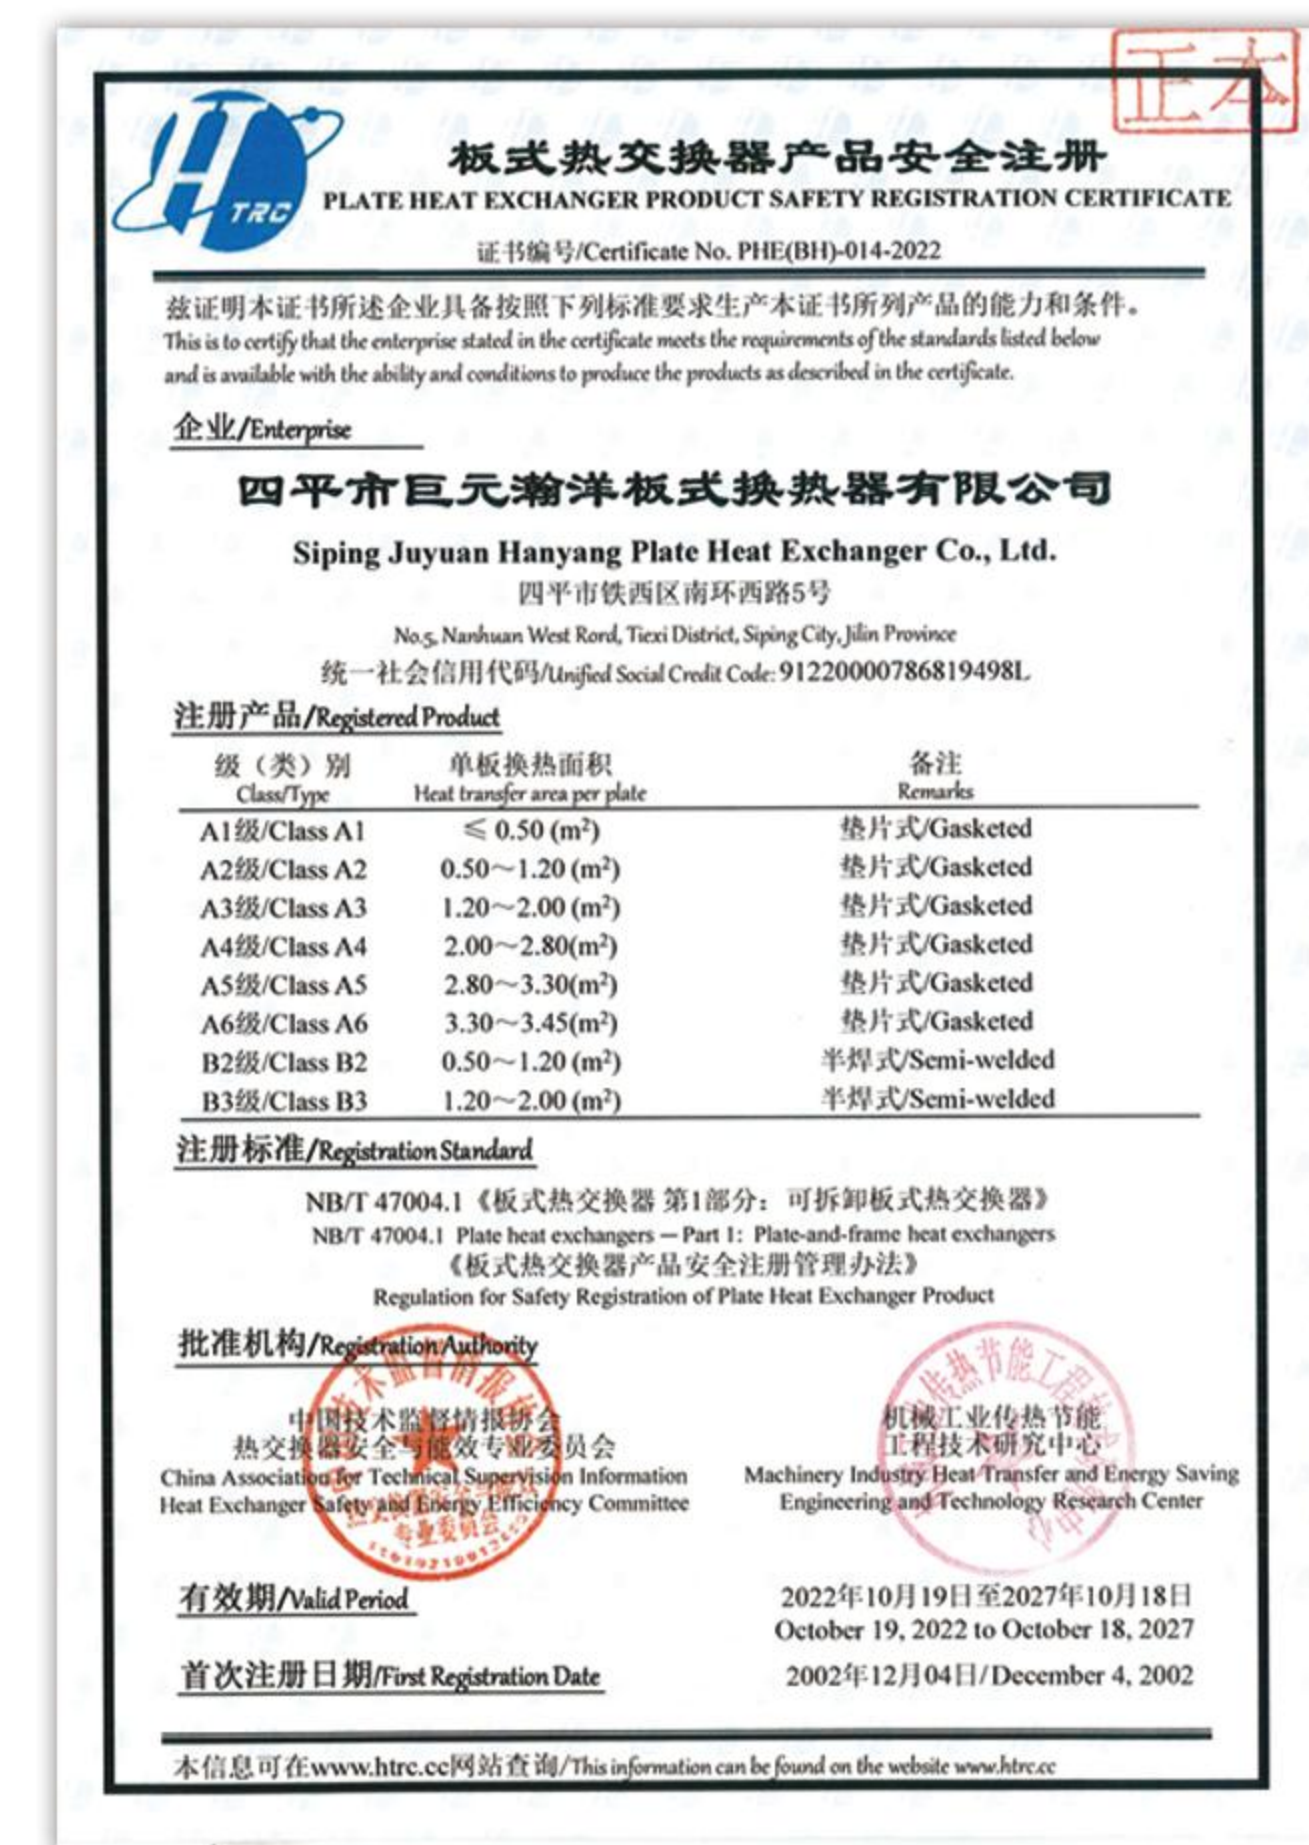 正本
TRC
板式热交换器产品安全注册
PLATE HEAT EXCHANGER PRODUCT SAFETY REGISTRATION CERTIFICATE
证书编号/Certificate No. PHE(BH)-014-2022
兹证明本证书所述企业具备按照下列标准要求生产本证书所列产品的能力和条件。
This is to certify that the enterprise stated in the certificate meets the requirements of the standards listed below
and is available with the ability and conditions to produce the products as described in the certificate.
企业/Enterprise
四平市巨元瀚洋板式换热器有限公司
Siping Juyuan Hanyang Plate Heat Exchanger Co., Ltd.
四平市铁西区南环西路5号
No.5, Nanhuan West Rord, Tiexi District, Siping City, Jilin Province
统一社会信用代码/Unified Social Credit Code: 91220000786819498L
注册产品/Registered Product
级（类）别 单板换热面积 备注
Class/Type Heat transfer area per plate Remarks
A1级/Class A1 ≤ 0.50 (m²) 垫片式/Gasketed
A2级/Class A2 0.50～1.20 (m²) 垫片式/Gasketed
A3级/Class A3 1.20～2.00 (m²) 垫片式/Gasketed
A4级/Class A4 2.00～2.80(m²) 垫片式/Gasketed
A5级/Class A5 2.80～3.30(m²) 垫片式/Gasketed
A6级/Class A6 3.30～3.45(m²) 垫片式/Gasketed
B2级/Class B2 0.50～1.20 (m²) 半焊式/Semi-welded
B3级/Class B3 1.20～2.00 (m²) 半焊式/Semi-welded
注册标准/Registration Standard
NB/T 47004.1《板式热交换器 第1部分：可拆卸板式热交换器》
NB/T 47004.1 Plate heat exchangers — Part 1: Plate-and-frame heat exchangers
《板式热交换器产品安全注册管理办法》
Regulation for Safety Registration of Plate Heat Exchanger Product
批准机构/Registration Authority
中国技术监督情报协会 机械工业传热节能
热交换器安全与能效专业委员会 工程技术研究中心
China Association for Technical Supervision Information Machinery Industry Heat Transfer and Energy Saving
Heat Exchanger Safety and Energy Efficiency Committee Engineering and Technology Research Center
专业委员会
有效期/Valid Period 2022年10月19日至2027年10月18日
October 19, 2022 to October 18, 2027
首次注册日期/First Registration Date 2002年12月04日/December 4, 2002
本信息可在www.htrc.cc网站查询/This information can be found on the website www.htrc.cc